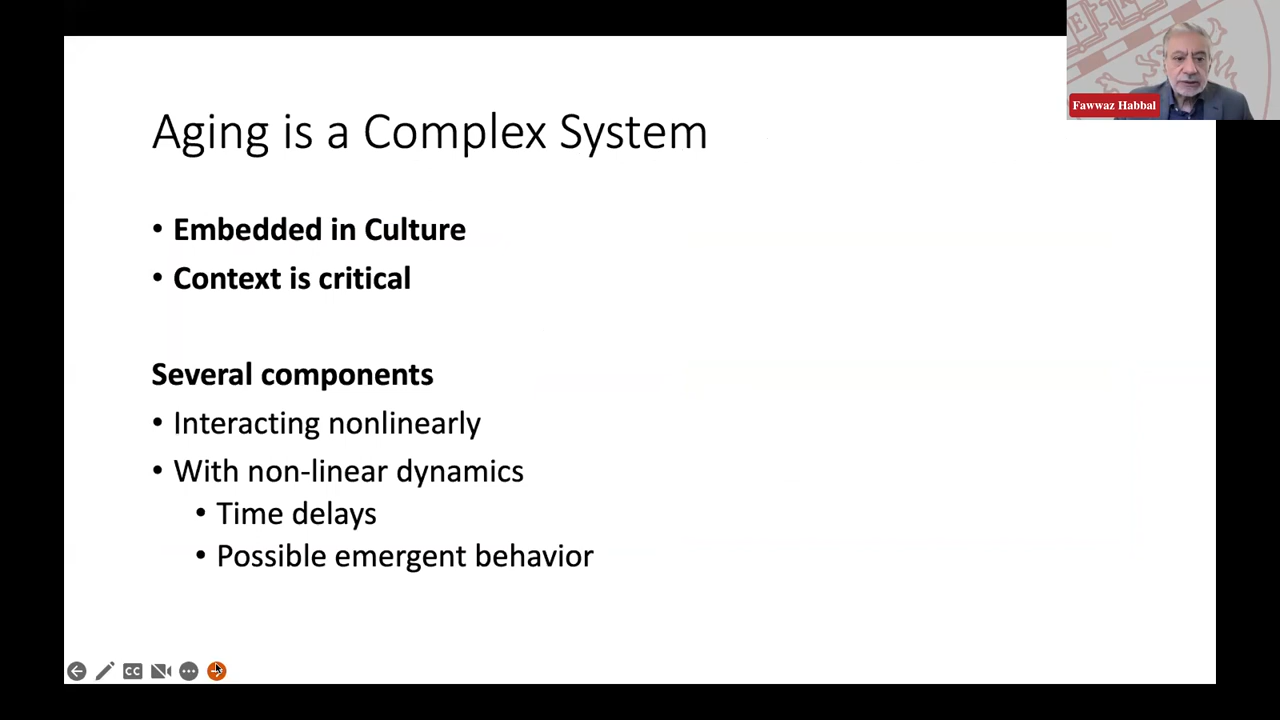 Aging is a Complex System
• Embedded in Culture
• Context is critical
Several components
• Interacting nonlinearly
• With non-linear dynamics
• Time delays
• Possible emergent behavior
Fawwaz Habbal
CC